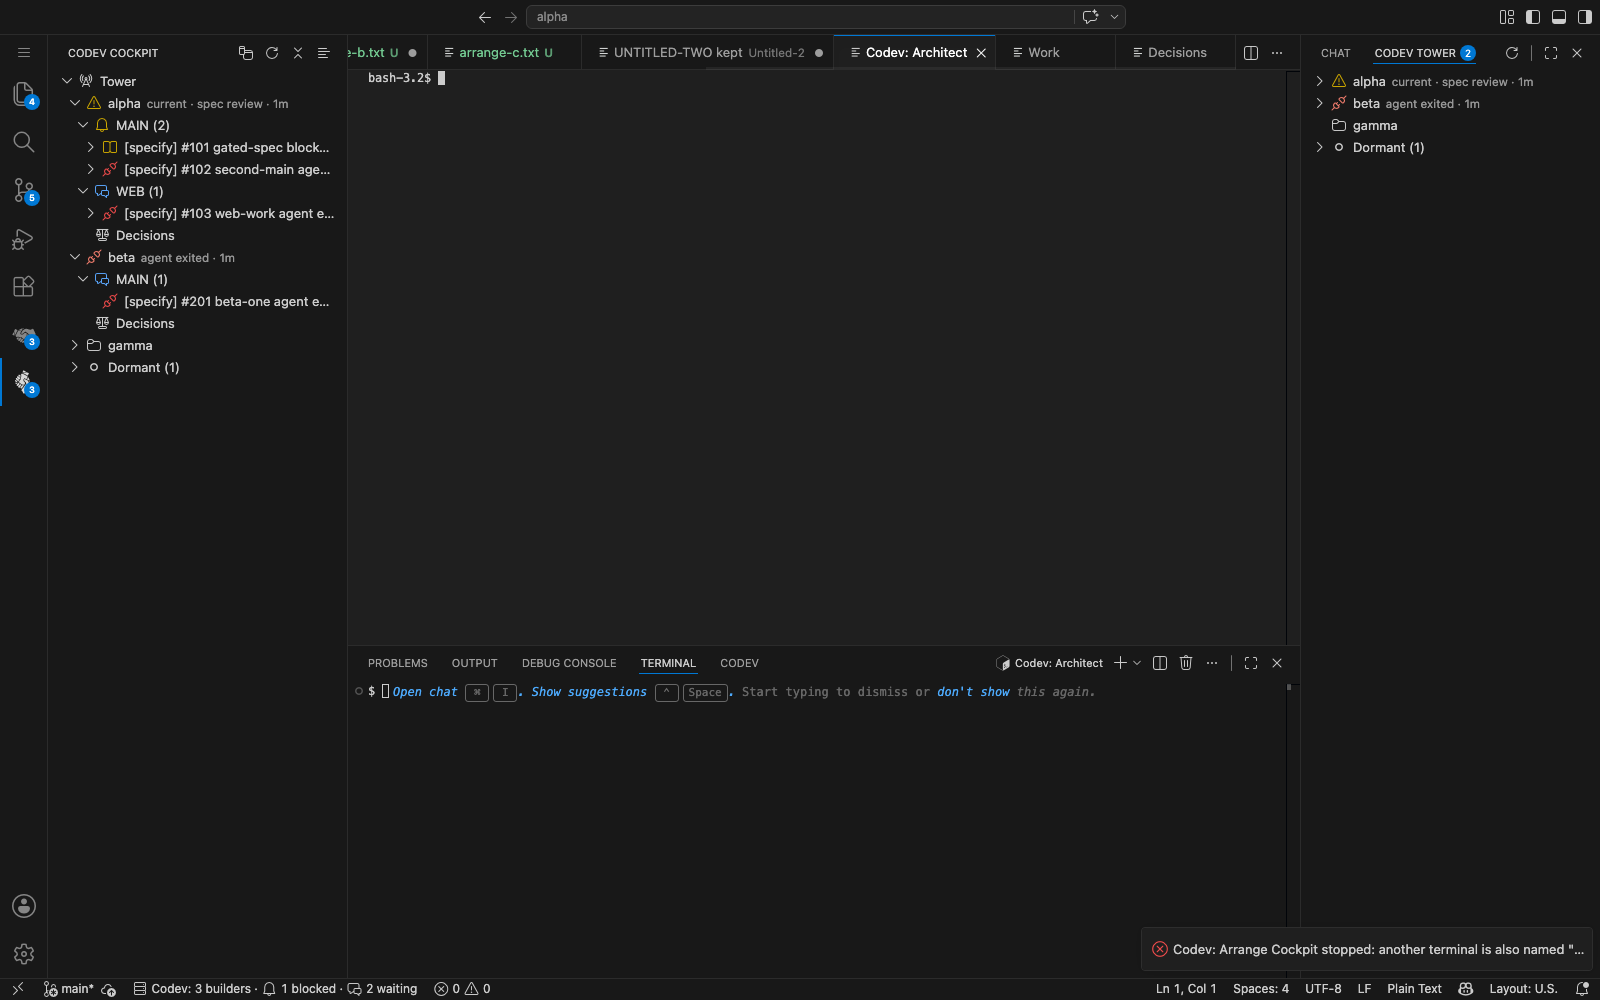 alpha
CODEV COCKPIT
e-b.txt U
arrange-c.txt U
UNTITLED-TWO kept Untitled-2
Codev: Architect
Work
Decisions
CHAT
CODEV TOWER 2
Tower
alpha current · spec review · 1m
MAIN (2)
[specify] #101 gated-spec block...
[specify] #102 second-main age...
WEB (1)
[specify] #103 web-work agent e...
Decisions
beta agent exited · 1m
MAIN (1)
[specify] #201 beta-one agent e...
Decisions
gamma
Dormant (1)
4
5
3
3
bash-3.2$
alpha current · spec review · 1m
beta agent exited · 1m
gamma
Dormant (1)
PROBLEMS
OUTPUT
DEBUG CONSOLE
TERMINAL
CODEV
Codev: Architect
$ Open chat ⌘ I. Show suggestions ^ Space. Start typing to dismiss or don't show this again.
Codev: Arrange Cockpit stopped: another terminal is also named "...
main*
Codev: 3 builders · 1 blocked · 2 waiting
0 0
Ln 1, Col 1
Spaces: 4
UTF-8
LF
Plain Text
Layout: U.S.